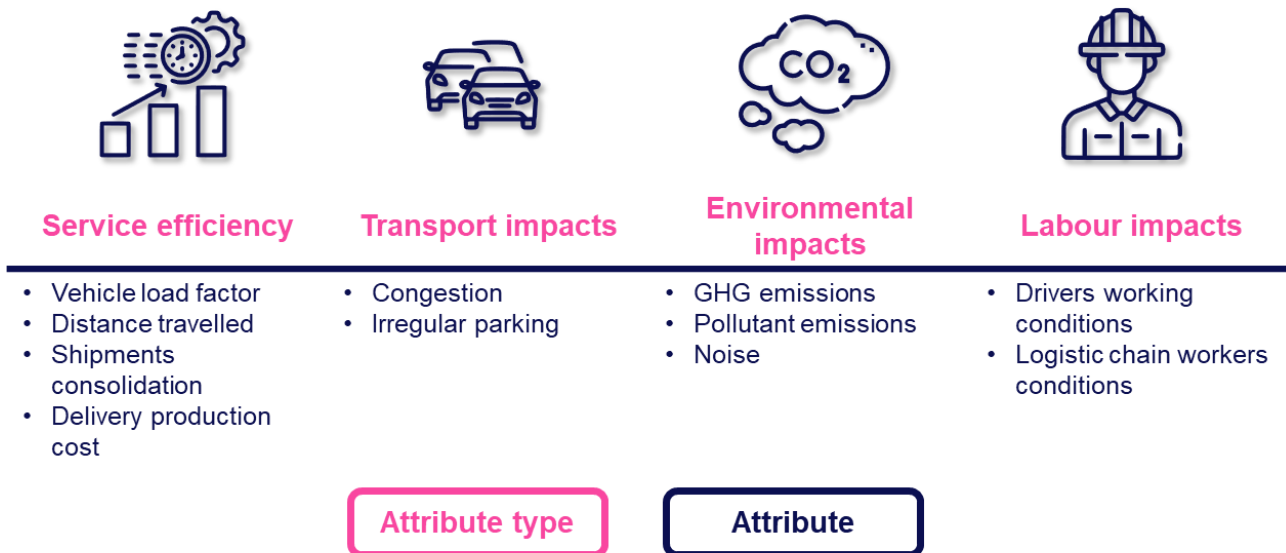 CO2
Service efficiency
Transport impacts
Environmental
impacts
Labour impacts
• Vehicle load factor
• Distance travelled
• Shipments
consolidation
• Delivery production
cost
• Congestion
• Irregular parking
• GHG emissions
• Pollutant emissions
• Noise
• Drivers working
conditions
• Logistic chain workers
conditions
Attribute type
Attribute